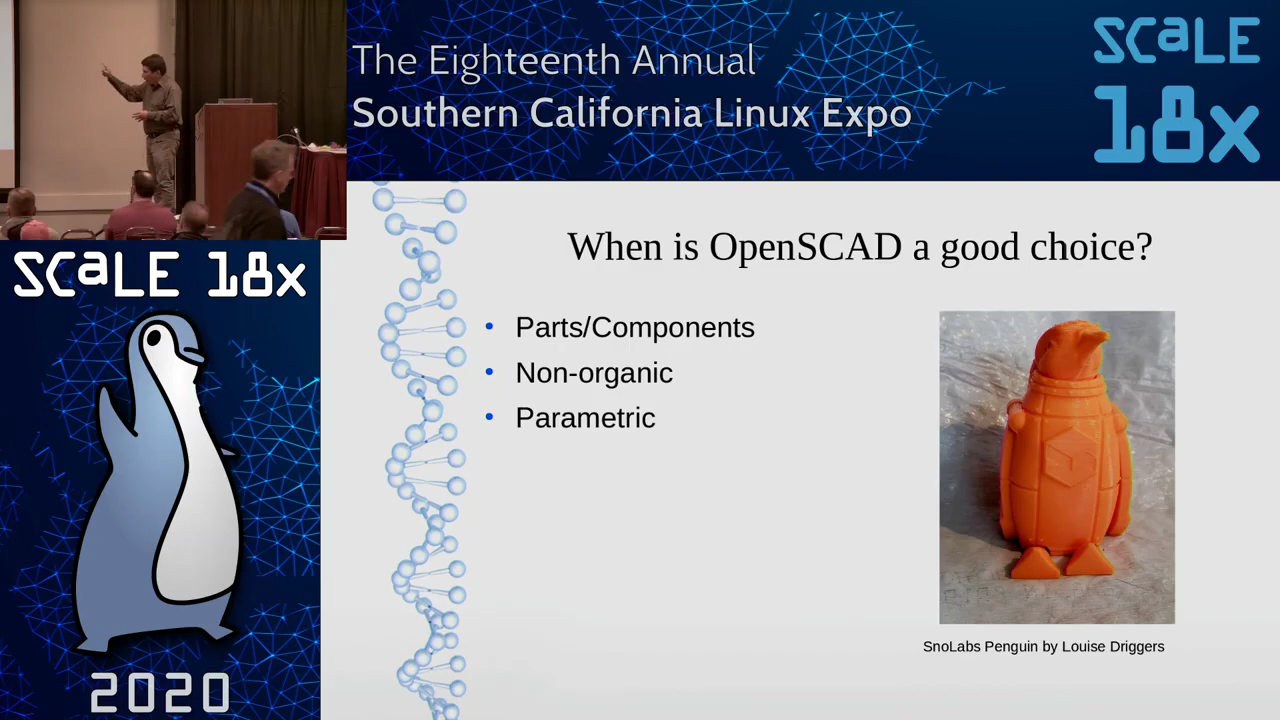 The Eighteenth Annual
Southern California Linux Expo
SCaLE
18x
SCaLE 18x
2020
When is OpenSCAD a good choice?
• Parts/Components
• Non-organic
• Parametric
SnoLabs Penguin by Louise Driggers